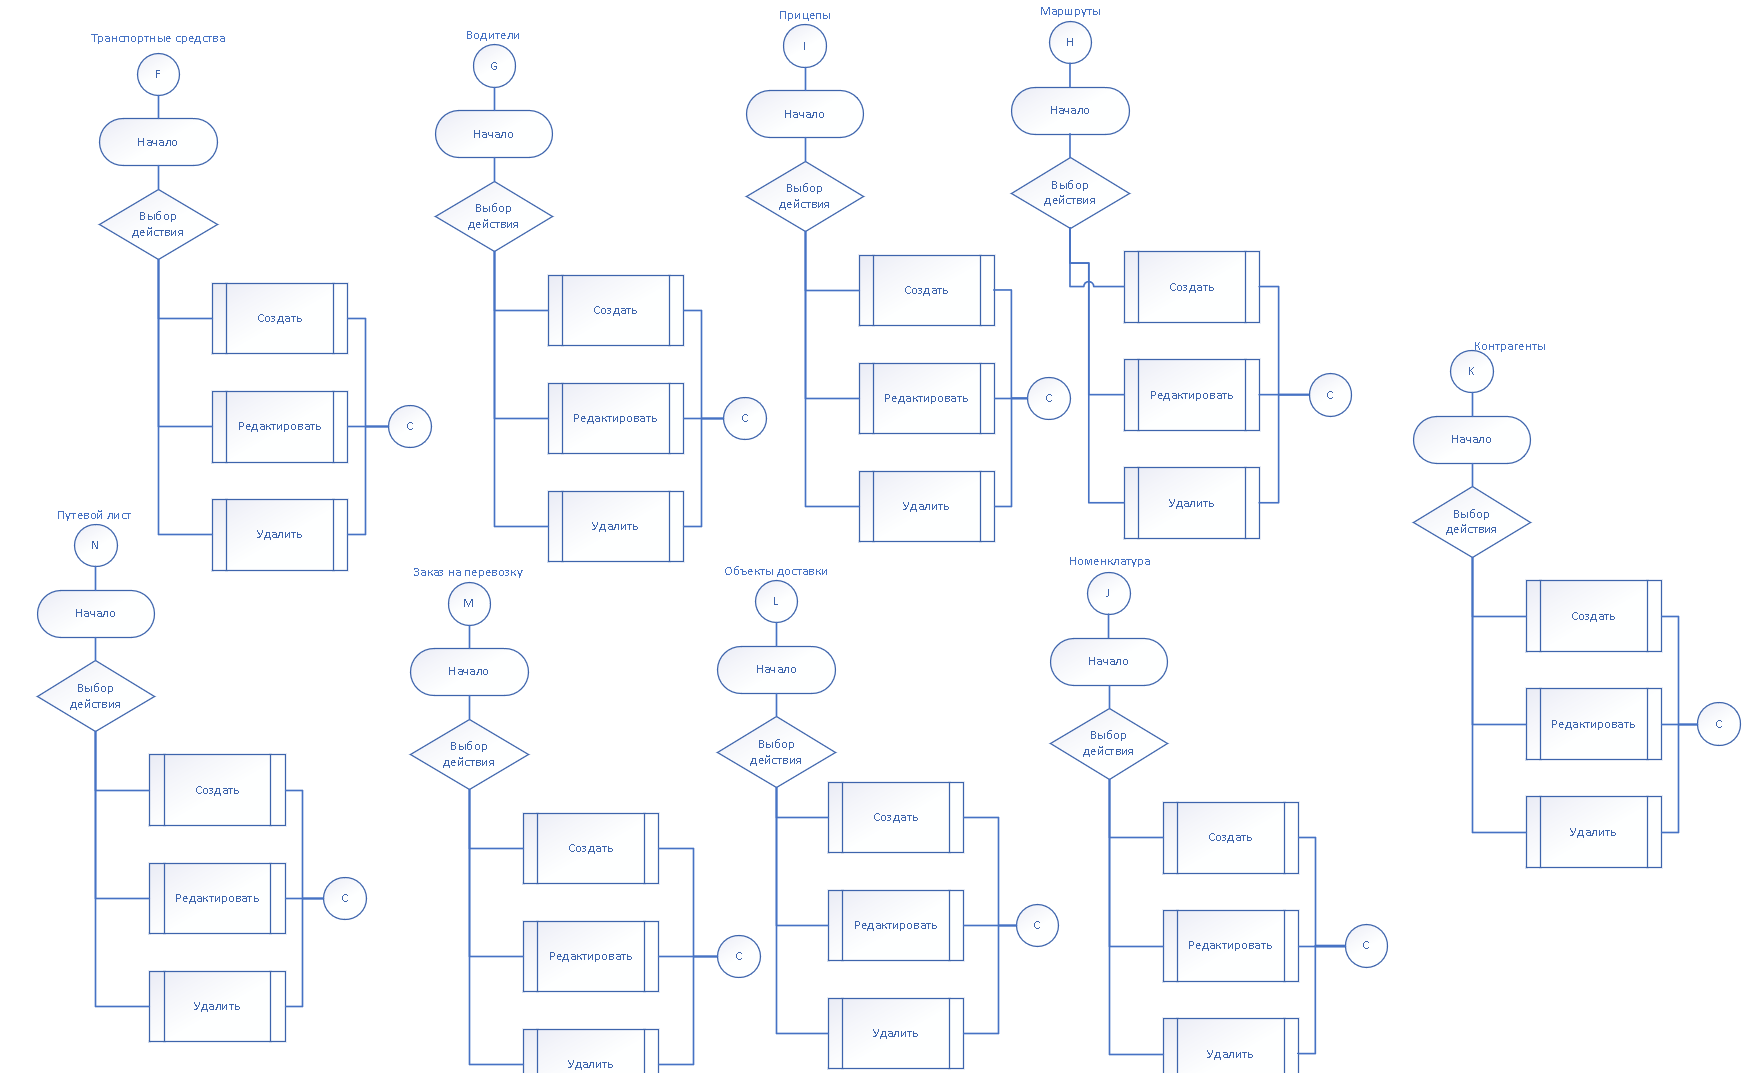 Транспортные средства
F
Начало
Выбор
действия
Создать
Редактировать
Удалить
C
Водители
G
Начало
Выбор
действия
Создать
Редактировать
Удалить
C
Прицепы
I
Начало
Выбор
действия
Создать
Редактировать
Удалить
C
Маршруты
H
Начало
Выбор
действия
Создать
Редактировать
Удалить
C
Контрагенты
K
Начало
Выбор
действия
Создать
Редактировать
Удалить
C
Путевой лист
N
Начало
Выбор
действия
Создать
Редактировать
Удалить
C
Заказ на перевозку
M
Начало
Выбор
действия
Создать
Редактировать
Удалить
C
Объекты доставки
L
Начало
Выбор
действия
Создать
Редактировать
Удалить
C
Номенклатура
J
Начало
Выбор
действия
Создать
Редактировать
Удалить
C